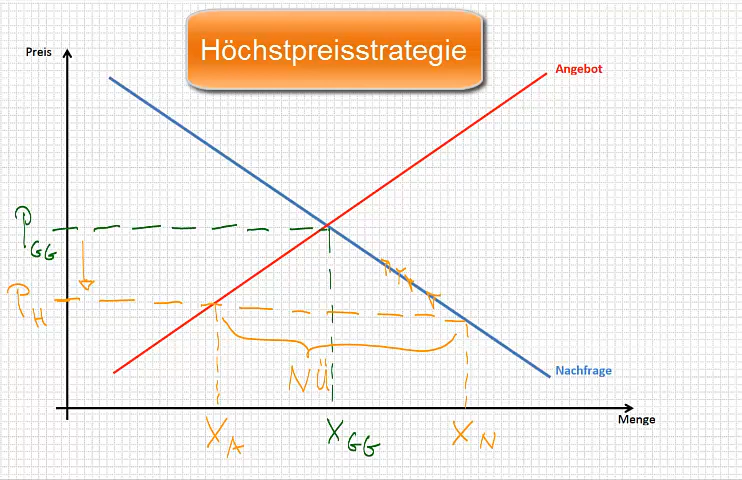 Höchstpreisstrategie
Preis
Angebot
P GG
P H
NÜ
Nachfrage
Menge
X A
X GG
X N